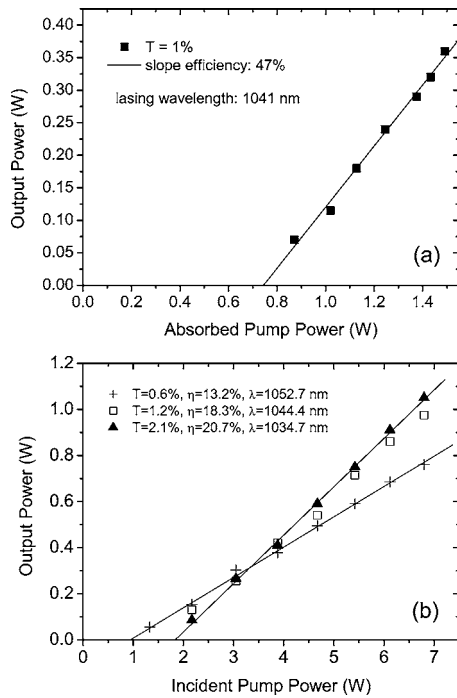 0.40
0.35
0.30
0.25
0.20
0.15
0.10
0.05
0.00
Output Power (W)
T = 1%
slope efficiency: 47%
lasing wavelength: 1041 nm
(a)
0.0 0.2 0.4 0.6 0.8 1.0 1.2 1.4
Absorbed Pump Power (W)
1.2
1.0
0.8
0.6
0.4
0.2
0.0
Output Power (W)
T=0.6%, η=13.2%, λ=1052.7 nm
T=1.2%, η=18.3%, λ=1044.4 nm
T=2.1%, η=20.7%, λ=1034.7 nm
(b)
0 1 2 3 4 5 6 7
Incident Pump Power (W)